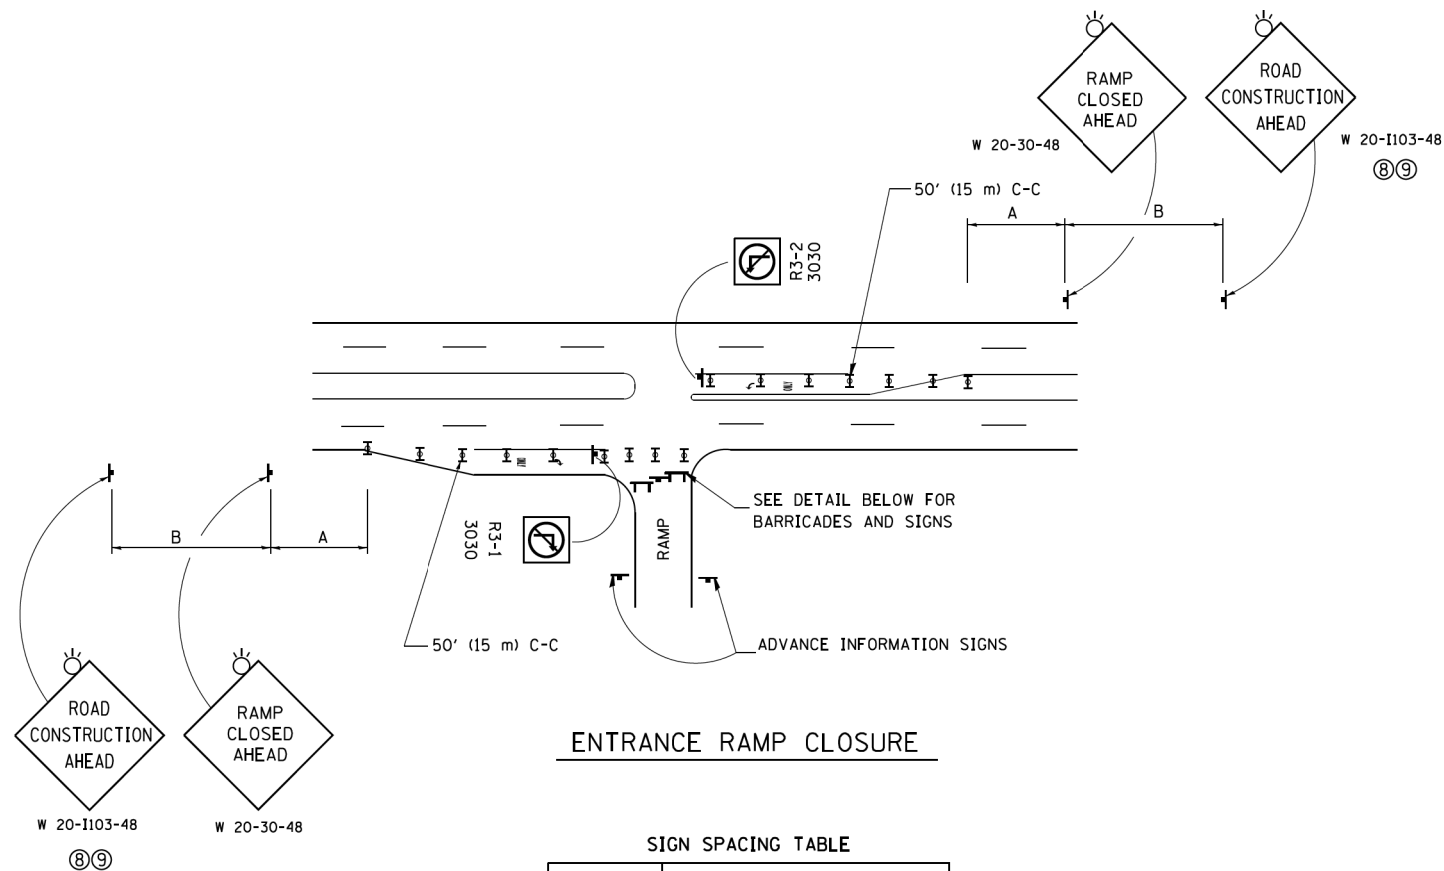 RAMP
CLOSED
AHEAD
W 20-30-48
ROAD
CONSTRUCTION
AHEAD
W 20-I103-48
⑧⑨
50' (15 m) C-C
A
B
R3-2
3030
ONLY
ONLY
SEE DETAIL BELOW FOR
BARRICADES AND SIGNS
RAMP
R3-1
3030
B
A
50' (15 m) C-C
ADVANCE INFORMATION SIGNS
ROAD
CONSTRUCTION
AHEAD
W 20-I103-48
⑧⑨
RAMP
CLOSED
AHEAD
W 20-30-48
ENTRANCE RAMP CLOSURE
SIGN SPACING TABLE